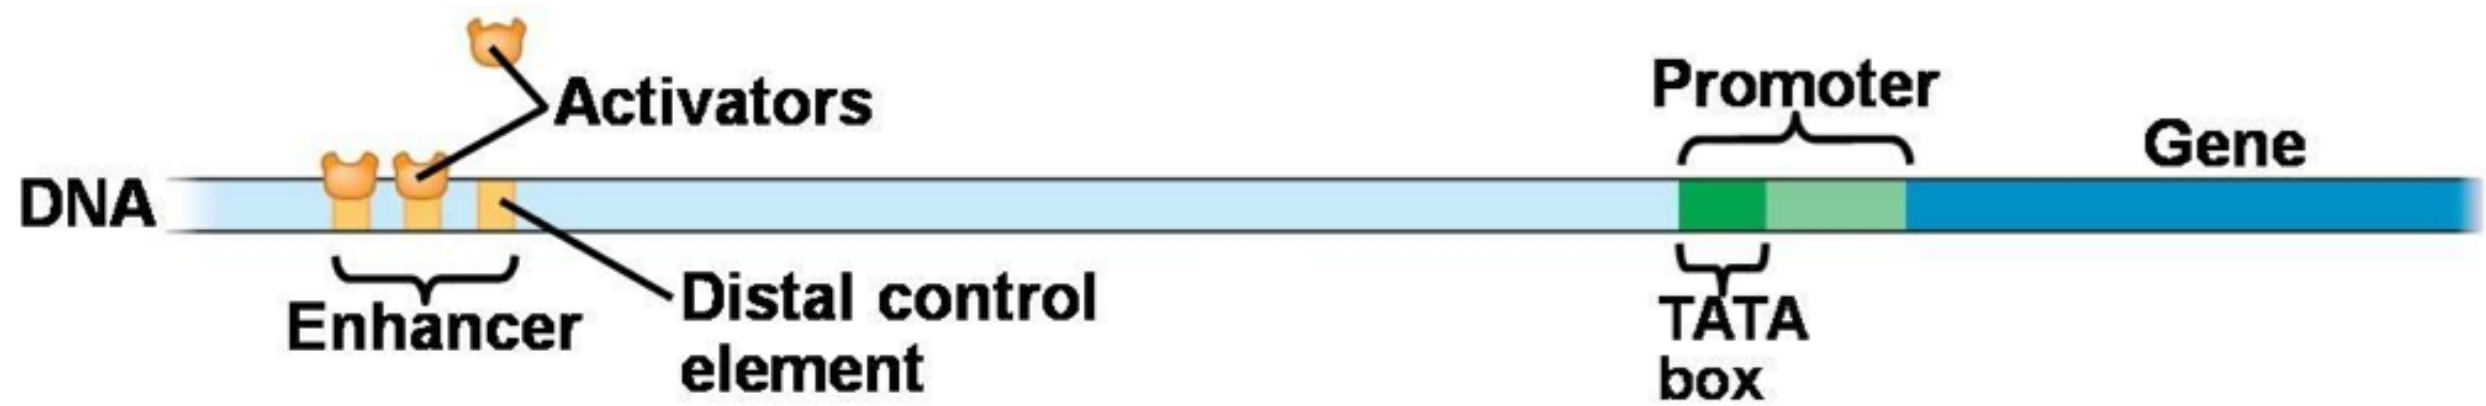 Activators
Promoter
Gene
DNA
Enhancer
Distal control
element
TATA
box